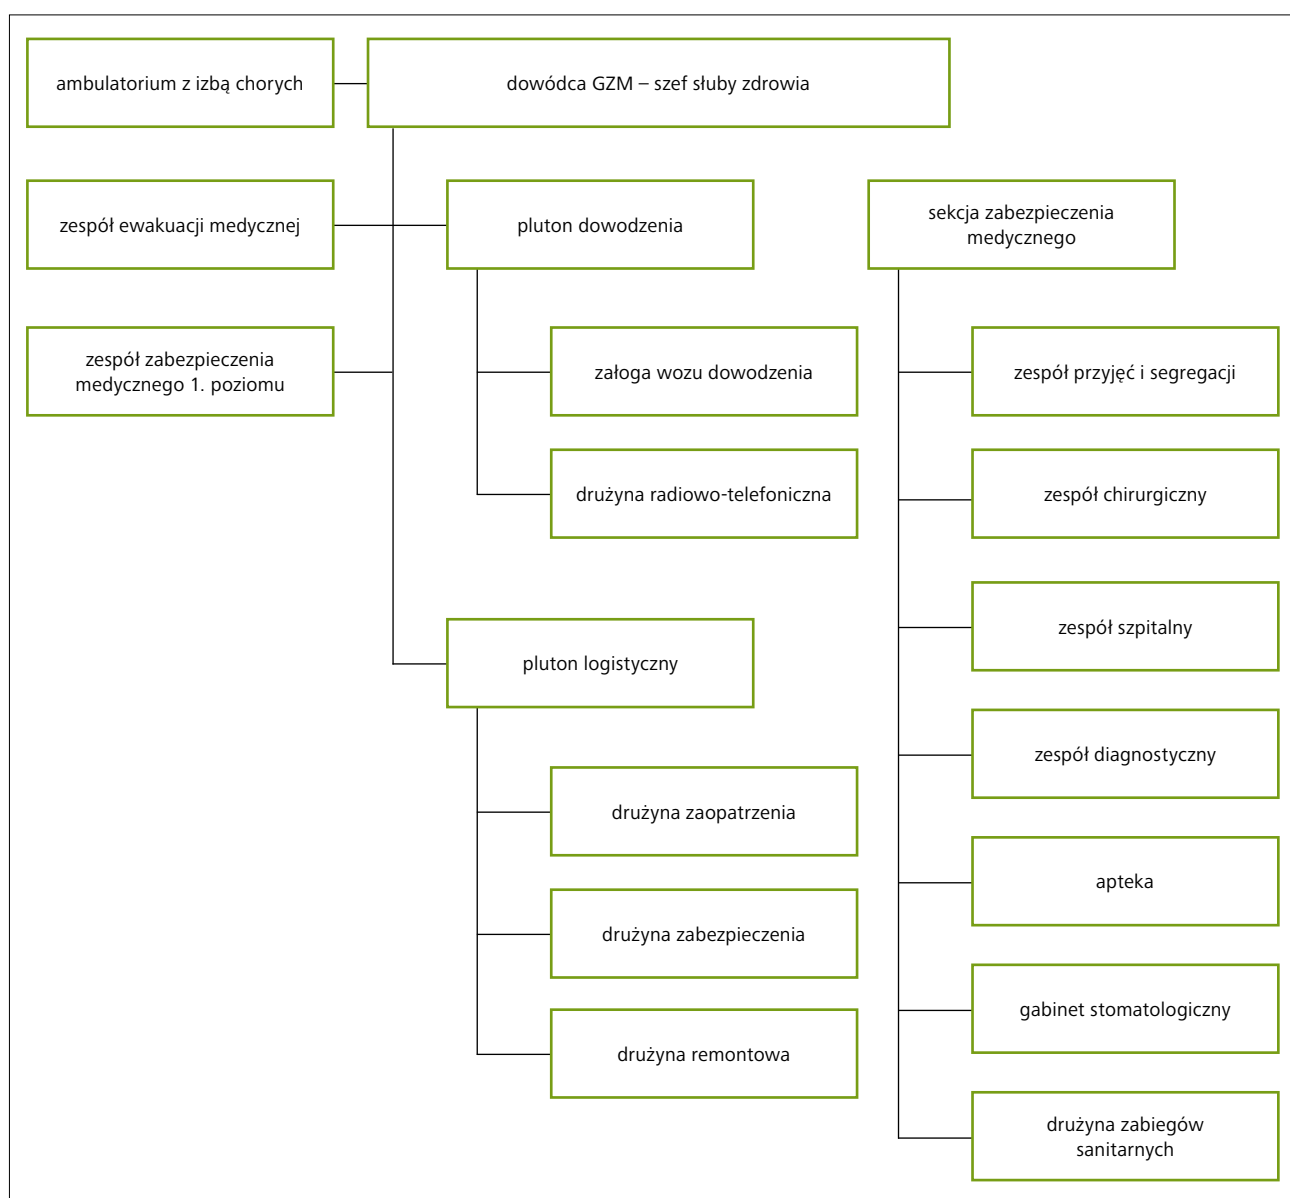 ambulatorium z izbą chorych
dowódca GZM – szef słuby zdrowia
zespół ewakuacji medycznej
pluton dowodzenia
sekcja zabezpieczenia
medycznego
zespół zabezpieczenia
medycznego 1. poziomu
załoga wozu dowodzenia
zespół przyjęć i segregacji
drużyna radiowo-telefoniczna
zespół chirurgiczny
zespół szpitalny
pluton logistyczny
zespół diagnostyczny
drużyna zaopatrzenia
apteka
drużyna zabezpieczenia
gabinet stomatologiczny
drużyna remontowa
drużyna zabiegów
sanitarnych